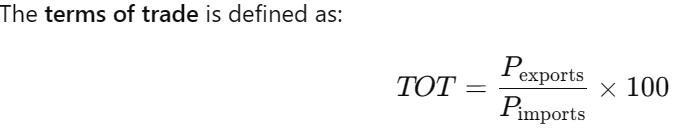 The terms of trade is defined as:
TOT = P_exports / P_imports × 100